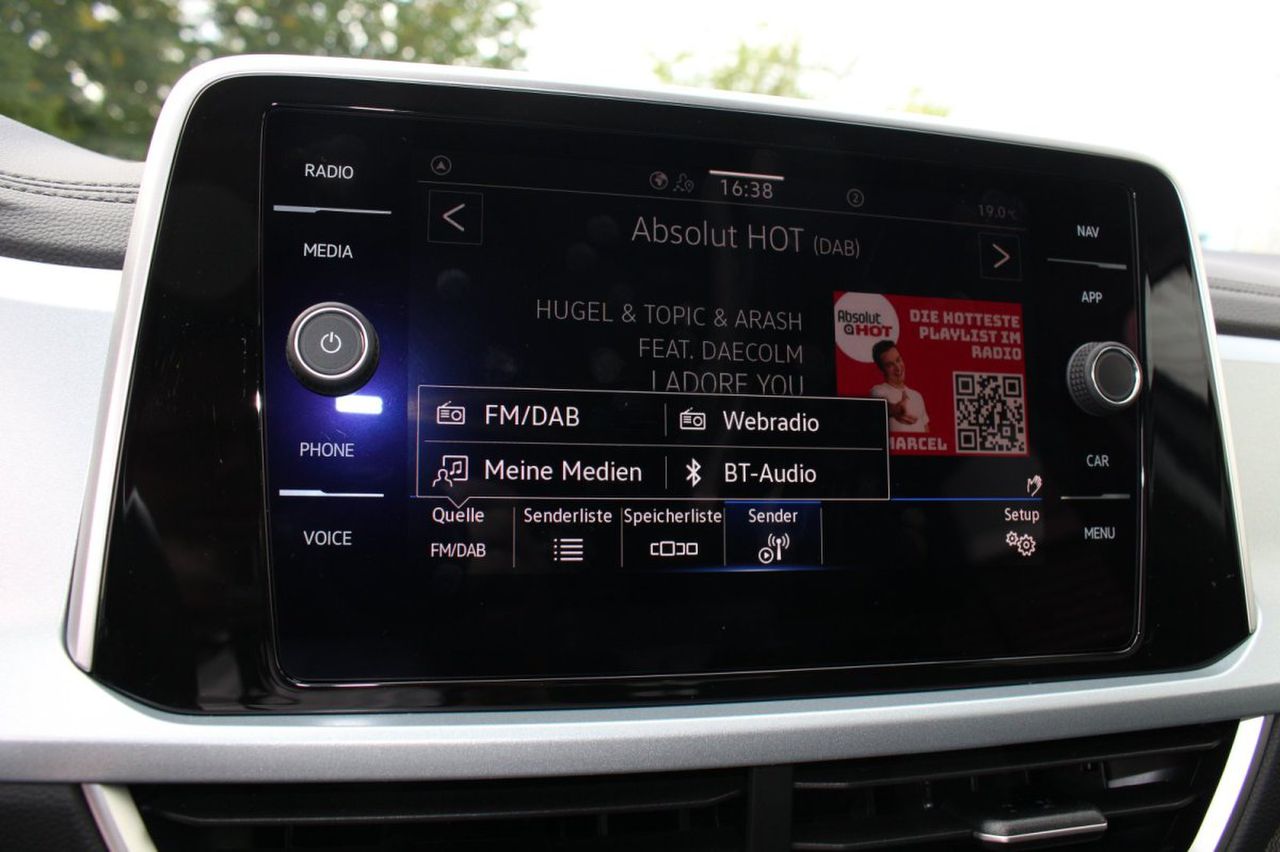 RADIO
MEDIA
PHONE
VOICE
16:38
2
19.0°C
Absolut HOT (DAB)
HUGEL & TOPIC & ARASH
FEAT. DAECOLM
I ADORE YOU
Absolut
HOT
DIE HOTTESTE
PLAYLIST IM
RADIO
MARCEL
FM/DAB
Webradio
Meine Medien
BT-Audio
Quelle
FM/DAB
Senderliste
Speicherliste
Sender
Setup
NAV
APP
CAR
MENU